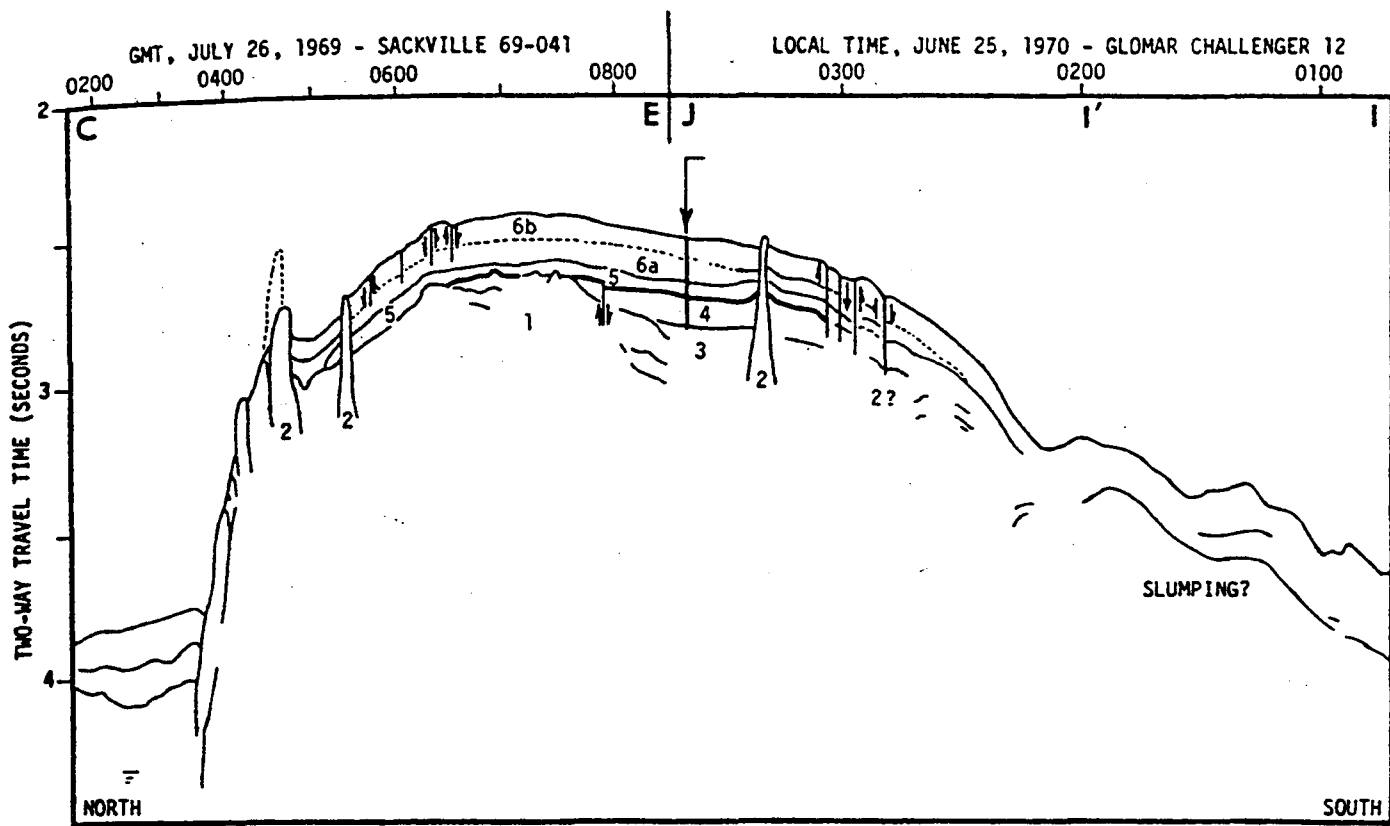 GMT, JULY 26, 1969 - SACKVILLE 69-041
LOCAL TIME, JUNE 25, 1970 - GLOMAR CHALLENGER 12
0200 0400 0600 0800 0300 0200 0100
2
C E J I' I
6b
6a
5
5 4
1 3
3
2 2 2 2?
TWO-WAY TRAVEL TIME (SECONDS)
SLUMPING?
4
NORTH SOUTH